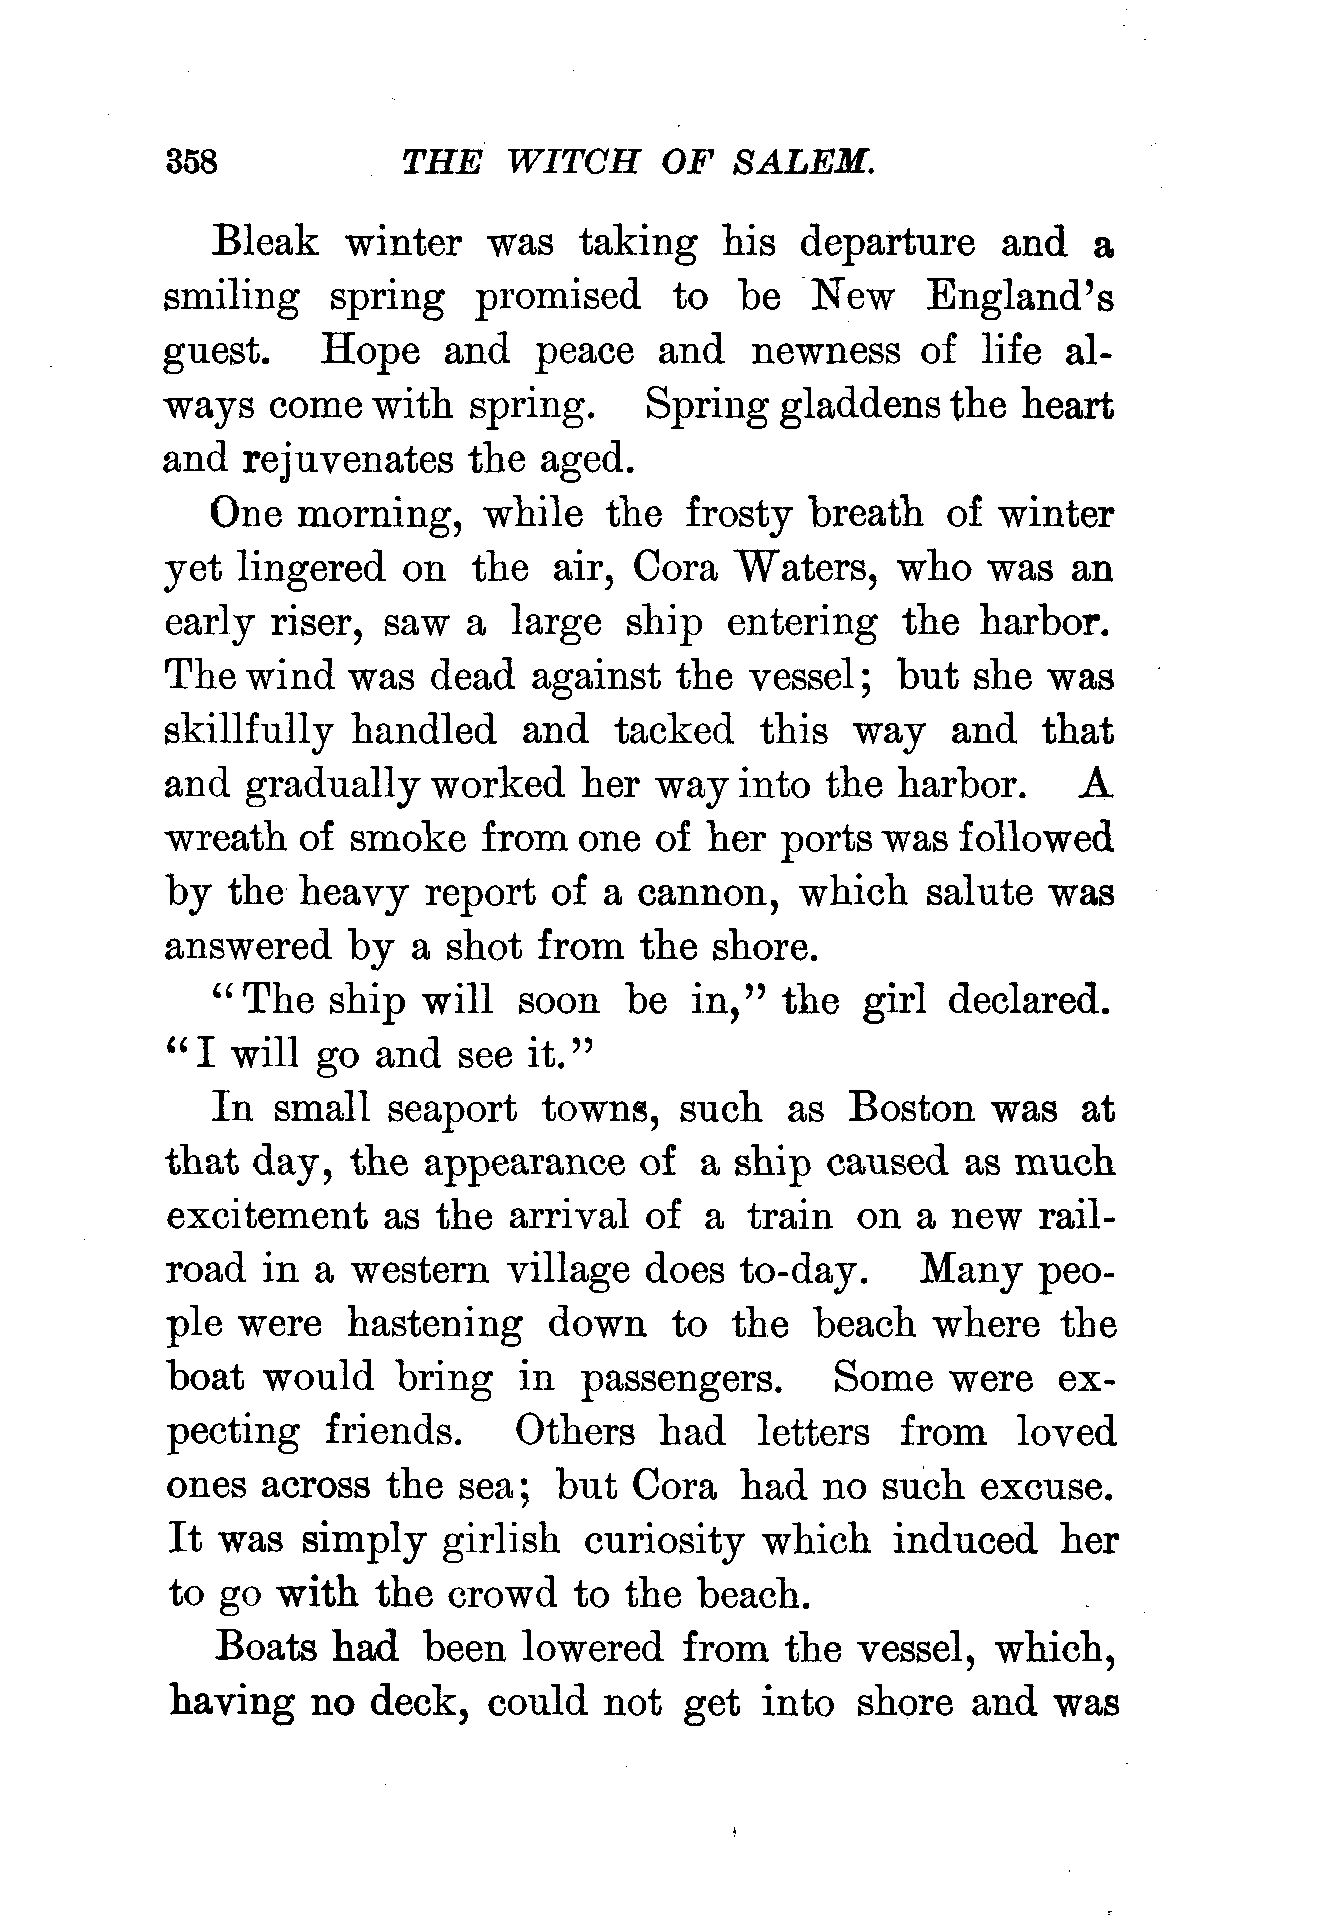 358 THE WITCH OF SALEM.
Bleak winter was taking his departure and a
smiling spring promised to be New England's
guest. Hope and peace and newness of life al-
ways come with spring. Spring gladdens the heart
and rejuvenates the aged.
One morning, while the frosty breath of winter
yet lingered on the air, Cora Waters, who was an
early riser, saw a large ship entering the harbor.
The wind was dead against the vessel; but she was
skillfully handled and tacked this way and that
and gradually worked her way into the harbor. A
wreath of smoke from one of her ports was followed
by the heavy report of a cannon, which salute was
answered by a shot from the shore.
"The ship will soon be in," the girl declared.
"I will go and see it."
In small seaport towns, such as Boston was at
that day, the appearance of a ship caused as much
excitement as the arrival of a train on a new rail-
road in a western village does to-day. Many peo-
ple were hastening down to the beach where the
boat would bring in passengers. Some were ex-
pecting friends. Others had letters from loved
ones across the sea; but Cora had no such excuse.
It was simply girlish curiosity which induced her
to go with the crowd to the beach.
Boats had been lowered from the vessel, which,
having no deck, could not get into shore and was